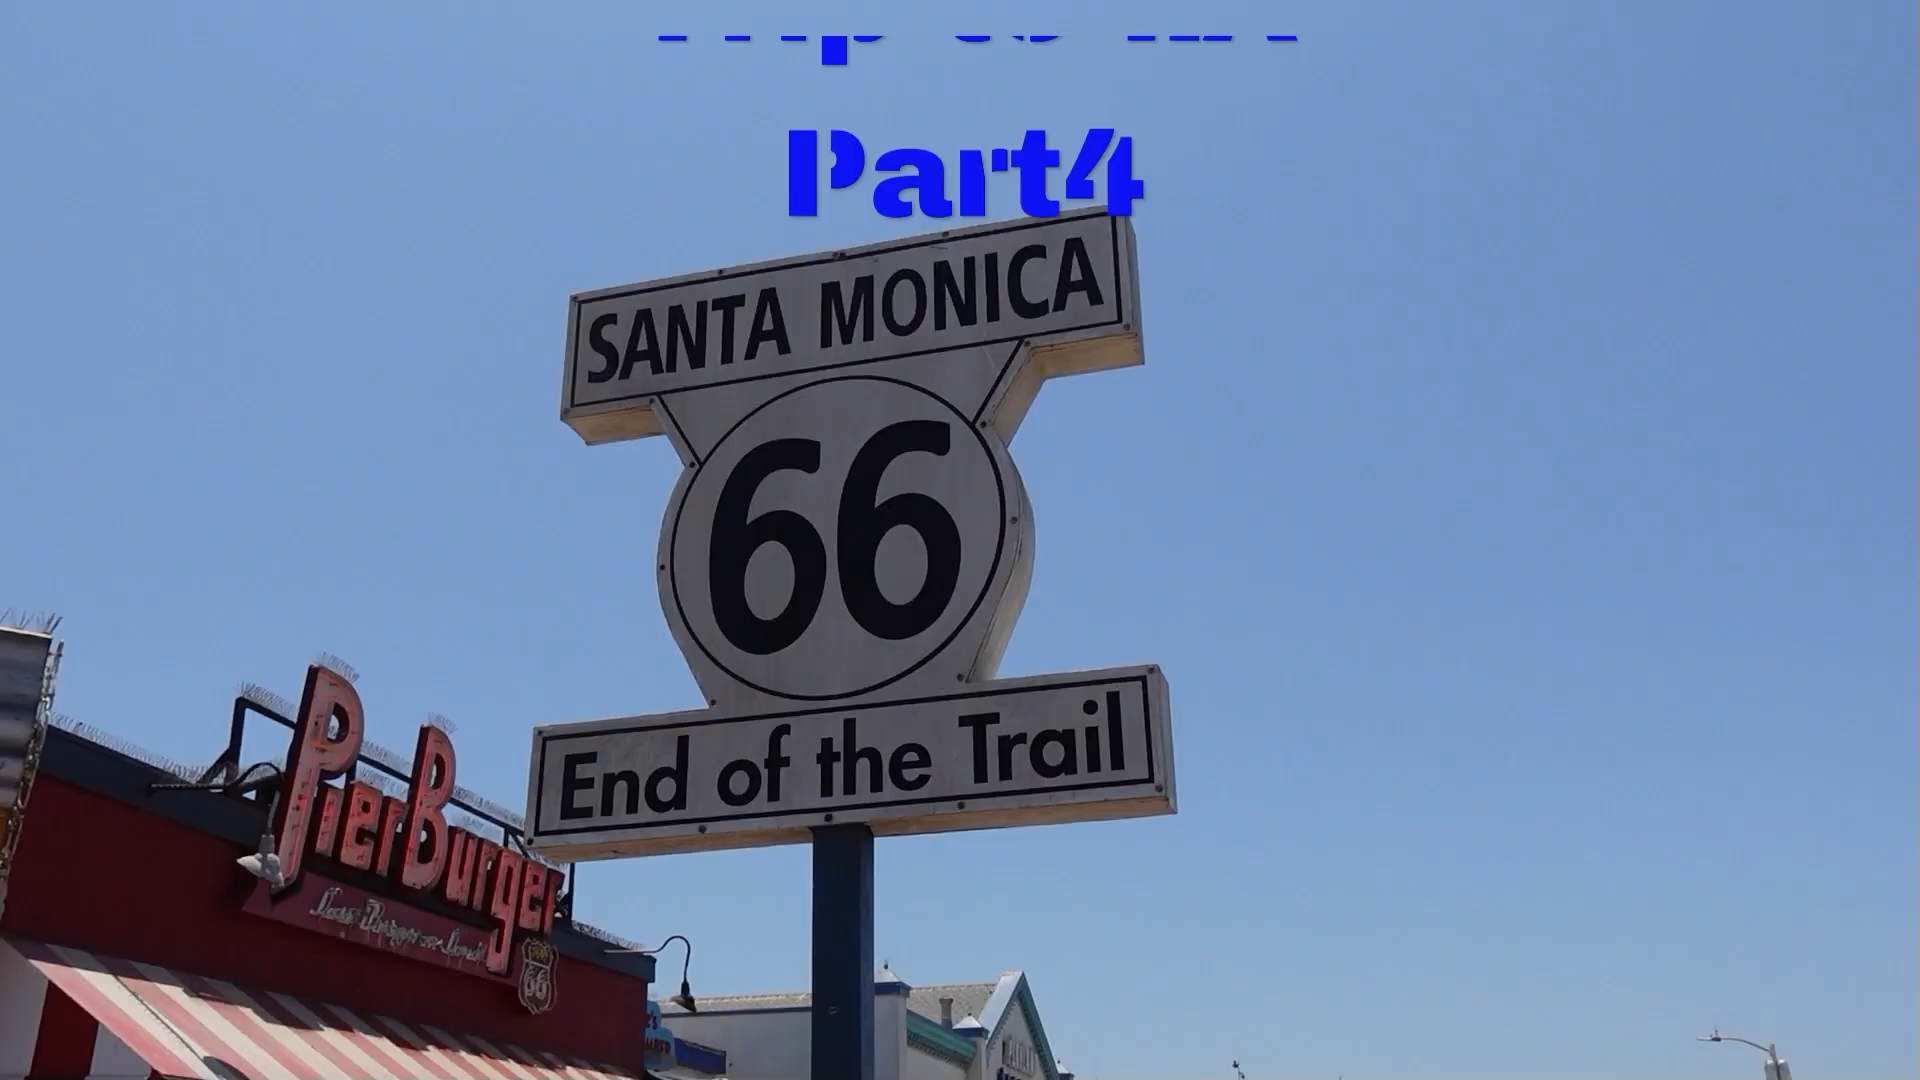 Part4
SANTA MONICA
66
End of the Trail
PierBurger
66